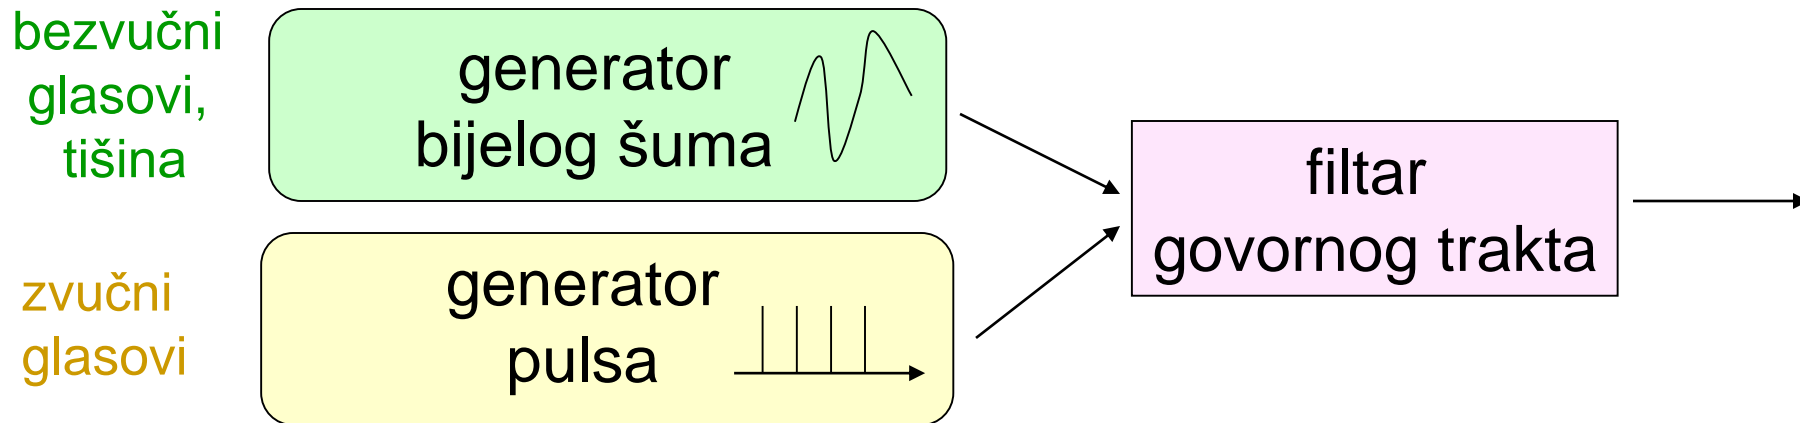 bezvučni
glasovi,
tišina
generator
bijelog šuma
zvučni
glasovi
generator
pulsa
filtar
govornog trakta